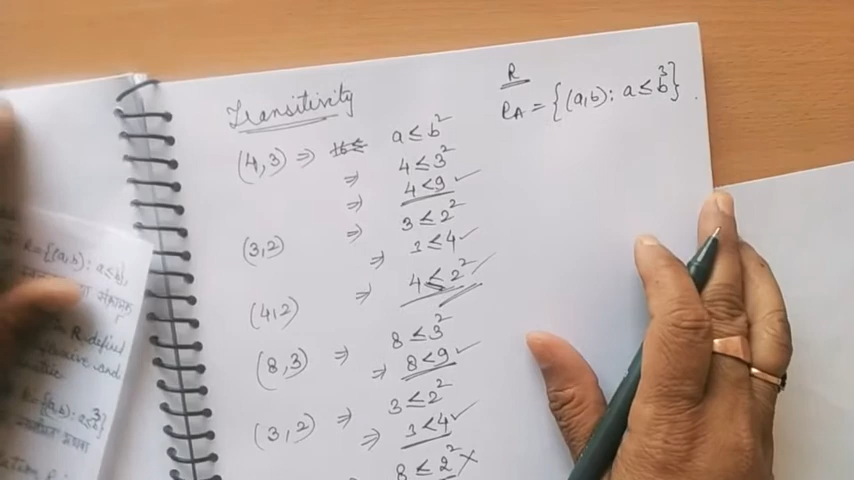 Transitivity
(4,3) ⇒ a ≤ b²
⇒ 4 ≤ 3²
⇒ 4 < 9 ✓
(3,2) ⇒ 3 ≤ 2²
⇒ 3 ≤ 4 ✓
(4,2) ⇒ 4 ≤ 2² ✓
(8,3) ⇒ 8 ≤ 3²
⇒ 8 < 9 ✓
(3,2) ⇒ 3 ≤ 2²
⇒ 3 < 4 ✓
8 ≤ 2² ✗
R
R_A = {(a,b): a ≤ b³}
R={(a,b): a≤b
R defined
and
R={(a,b): a≤b³}